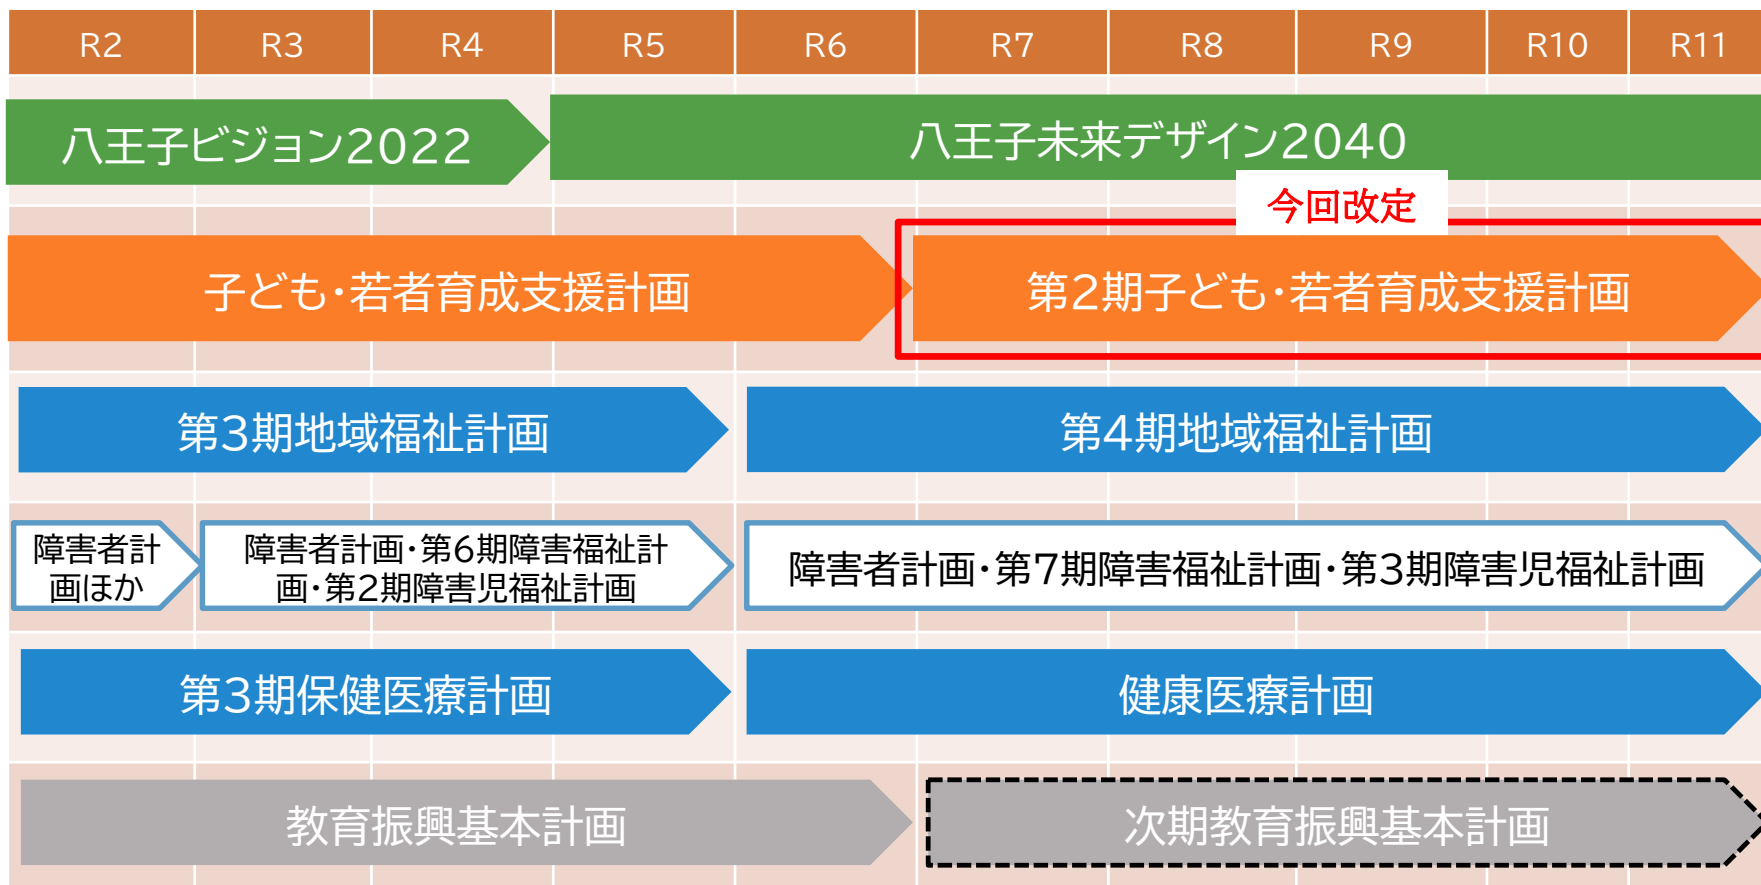 R2 R3 R4 R5 R6 R7 R8 R9 R10 R11
八王子ビジョン2022
八王子未来デザイン2040
今回改定
子ども・若者育成支援計画
第2期子ども・若者育成支援計画
第3期地域福祉計画
第4期地域福祉計画
障害者計
画ほか
障害者計画・第6期障害福祉計
画・第2期障害児福祉計画
障害者計画・第7期障害福祉計画・第3期障害児福祉計画
第3期保健医療計画
健康医療計画
教育振興基本計画
次期教育振興基本計画